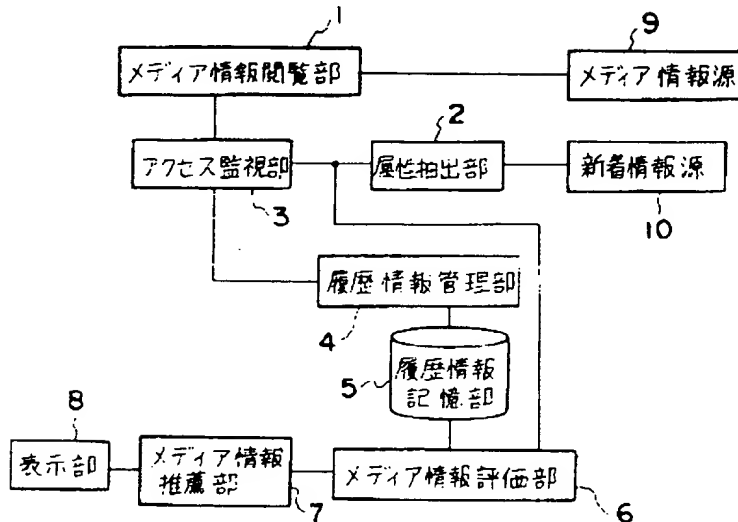 1
メディア情報閲覧部
9
メディア情報源
アクセス監視部
3
2
属性抽出部
新着情報源
10
履歴情報管理部
4
5
履歴情報
記憶部
8
表示部
メディア情報
推薦部
7
メディア情報評価部
6